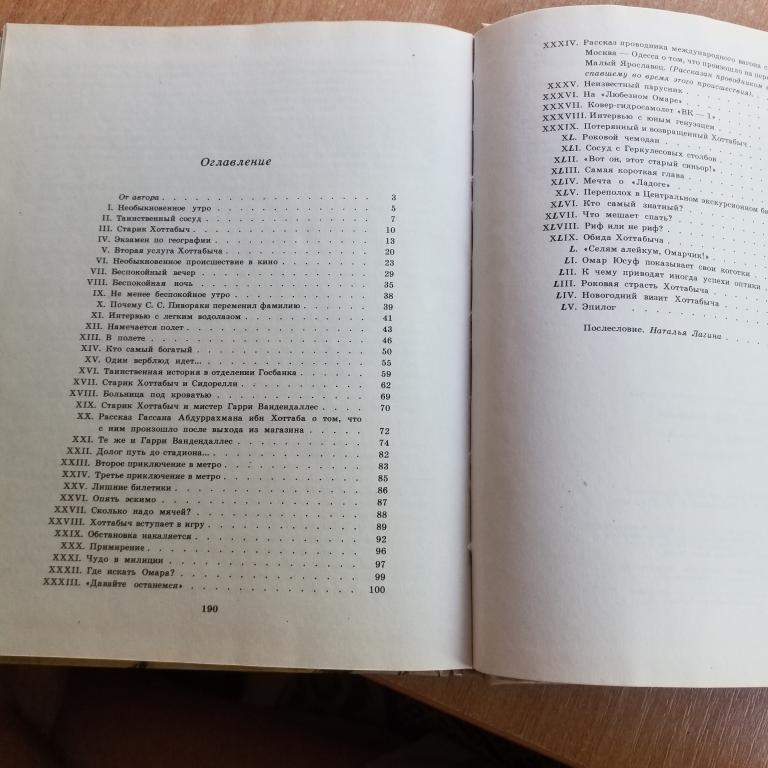 Оглавление
От автора . . . . . . . . . . . . . . . . 3
I. Необыкновенное утро . . . . . . . . . . . . 5
II. Таинственный сосуд . . . . . . . . . . . . 7
III. Старик Хоттабыч . . . . . . . . . . . . . 10
IV. Экзамен по географии . . . . . . . . . . . 13
V. Вторая услуга Хоттабыча . . . . . . . . . . 20
VI. Необыкновенное происшествие в кино . . . . . . 23
VII. Беспокойный вечер . . . . . . . . . . . . 29
VIII. Беспокойная ночь . . . . . . . . . . . . 35
IX. Не менее беспокойное утро . . . . . . . . . 38
X. Почему С. С. Пивораки переменил фамилию . . . . 39
XI. Интервью с легким водолазом . . . . . . . . 41
XII. Намечается полет . . . . . . . . . . . . 43
XIII. В полете . . . . . . . . . . . . . . . 46
XIV. Кто самый богатый . . . . . . . . . . . . 50
XV. Один верблюд идет... . . . . . . . . . . . 55
XVI. Таинственная история в отделении Госбанка . . . . 59
XVII. Старик Хоттабыч и Сидорелли . . . . . . . . 62
XVIII. Больница под кроватью . . . . . . . . . . 69
XIX. Старик Хоттабыч и мистер Гарри Вандендаллес . . . . 70
XX. Рассказ Гассана Абдуррахмана ибн Хоттаба о том, что
с ним произошло после выхода из магазина . . . . 72
XXI. Те же и Гарри Вандендаллес . . . . . . . . 74
XXII. Долог путь до стадиона... . . . . . . . . . 82
XXIII. Второе приключение в метро . . . . . . . . 83
XXIV. Третье приключение в метро . . . . . . . . 85
XXV. Лишние билетики . . . . . . . . . . . . 86
XXVI. Опять эскимо . . . . . . . . . . . . . 87
XXVII. Сколько надо мячей? . . . . . . . . . . . 88
XXVIII. Хоттабыч вступает в игру . . . . . . . . . 89
XXIX. Обстановка накаляется . . . . . . . . . . 92
XXX. Примирение . . . . . . . . . . . . . . 96
XXXI. Чудо в милиции . . . . . . . . . . . . . 97
XXXII. Где искать Омара? . . . . . . . . . . . . 99
XXXIII. «Давайте останемся» . . . . . . . . . . . 100
190
XXXIV. Рассказ проводника международного вагона
Москва — Одесса о том, что произошло на
Малый Ярославец. (Рассказан проводником
спавшему во время этого происшествия).
XXXV. Неизвестный парусник . . . .
XXXVI. На «Любезном Омаре» . . . .
XXXVII. Ковер-гидросамолет «ВК — 1» . . .
XXXVIII. Интервью с юным генуэзцем . . .
XXXIX. Потерянный и возвращенный Хоттабыч
XL. Роковой чемодан . . . .
XLI. Сосуд с Геркулесовых столбов . . .
XLII. «Вот он, этот старый синьор!» . . .
XLIII. Самая короткая глава . . . .
XLIV. Мечта о «Ладоге» . . . .
XLV. Переполох в Центральном экскурсионном
XLVI. Кто самый знатный? . . . .
XLVII. Что мешает спать? . . . .
XLVIII. Риф или не риф? . . . .
XLIX. Обида Хоттабыча . . . .
L. «Селям алейкум, Омарчик!» . . . .
LI. Омар Юсуф показывает свои коготки . . .
LII. К чему приводят иногда успехи оптики . .
LIII. Роковая страсть Хоттабыча . . . .
LIV. Новогодний визит Хоттабыча . . . .
LV. Эпилог . . . . .
Послесловие. Наталья Лагина . . . .